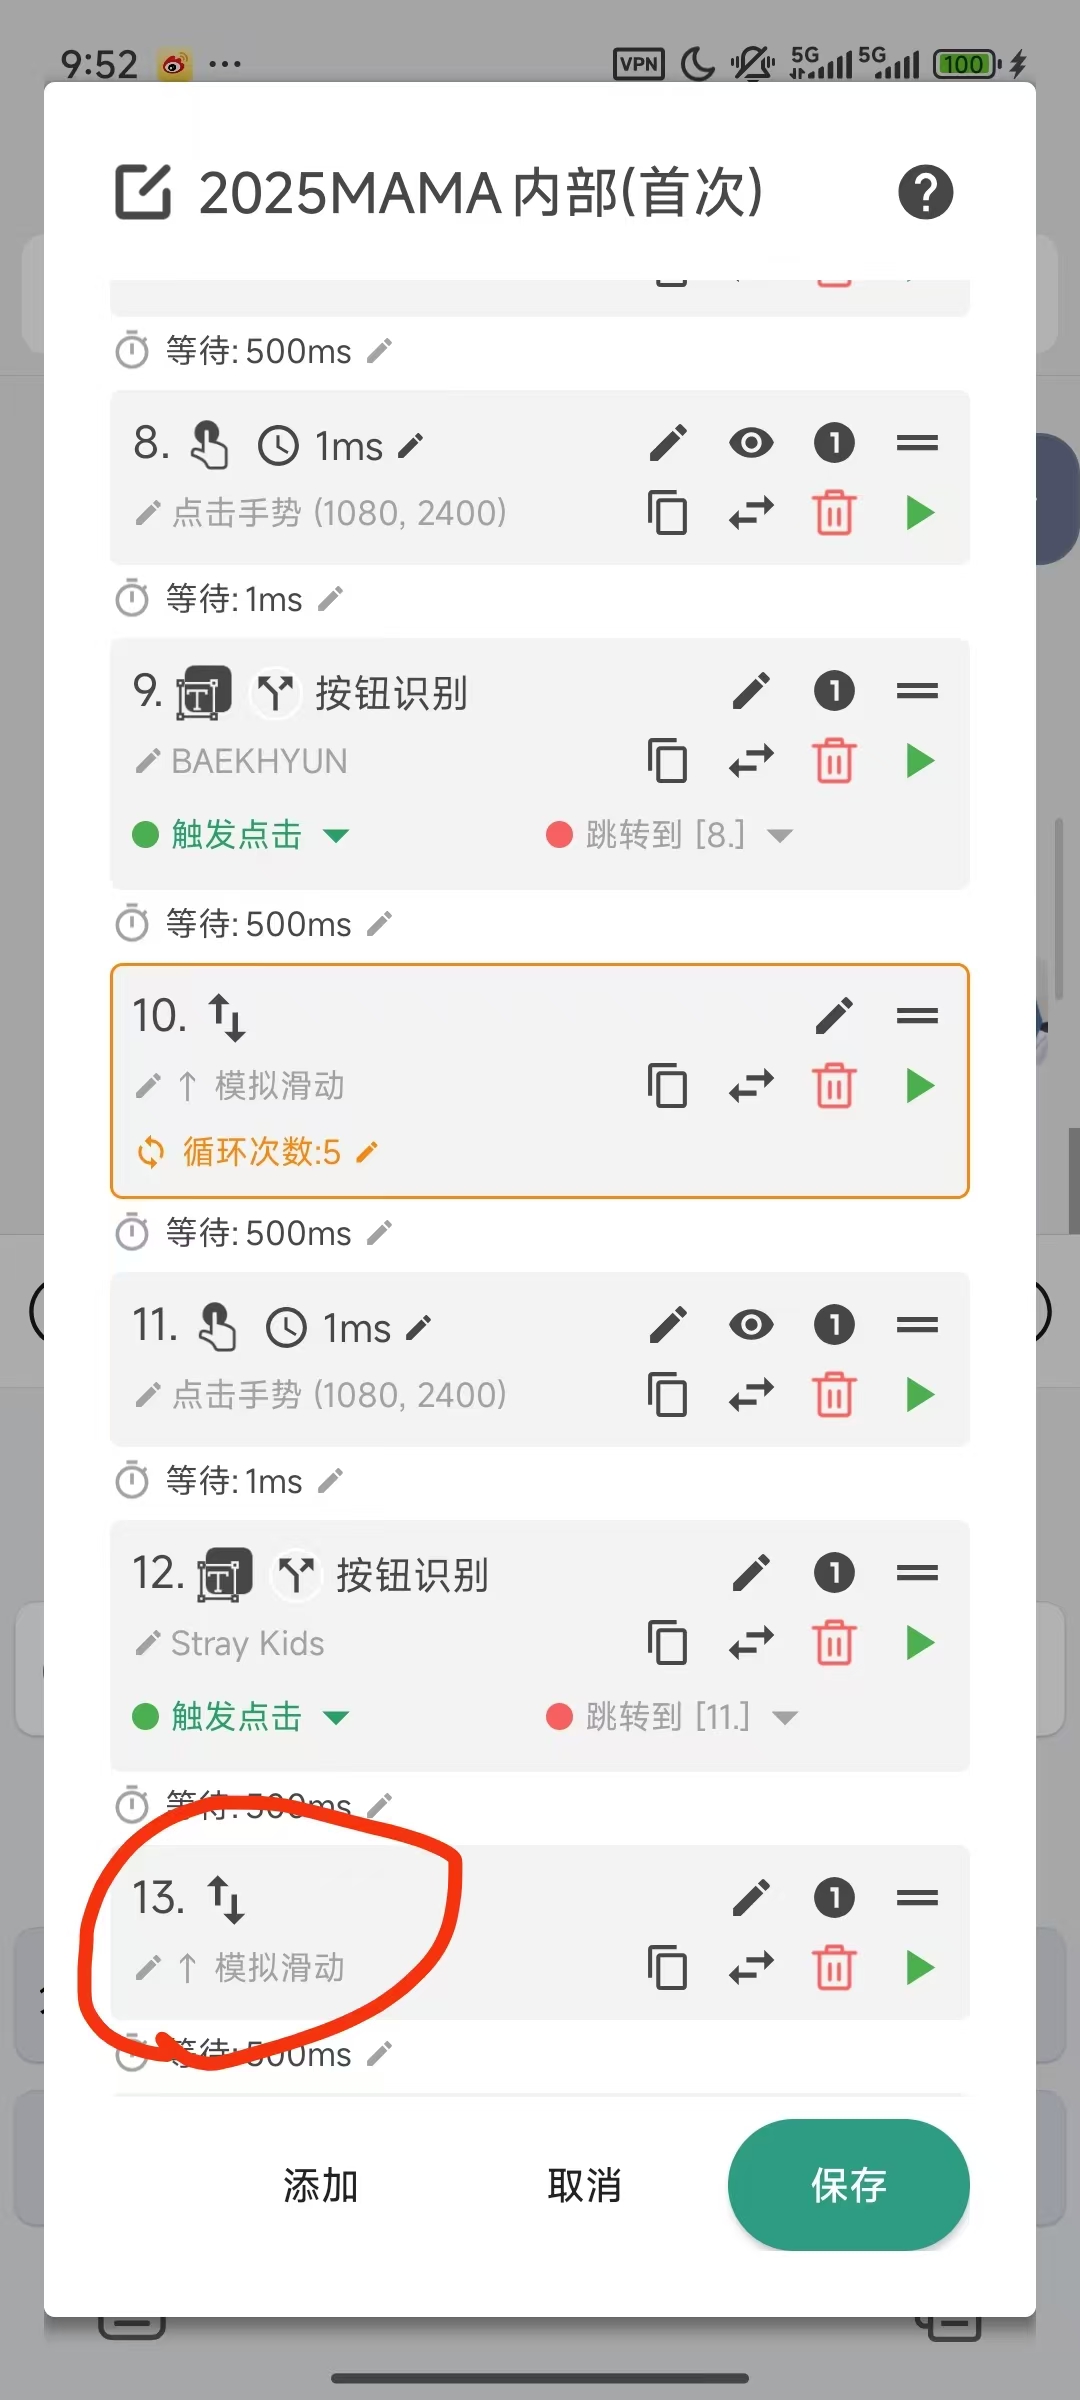 9:52 ... VPN 5G 5G 100
2025MAMA内部(首次) ?
等待: 500ms
8. 1ms 1
点击手势 (1080, 2400)
等待: 1ms
9. T 按钮识别 1
BAEKHYUN
触发点击 跳转到 [8.]
等待: 500ms
10.
↑ 模拟滑动
循环次数:5
等待: 500ms
11. 1ms 1
点击手势 (1080, 2400)
等待: 1ms
12. T 按钮识别 1
Stray Kids
触发点击 跳转到 [11.]
等待: 500ms
13. 1
↑ 模拟滑动
等待: 500ms
添加 取消 保存